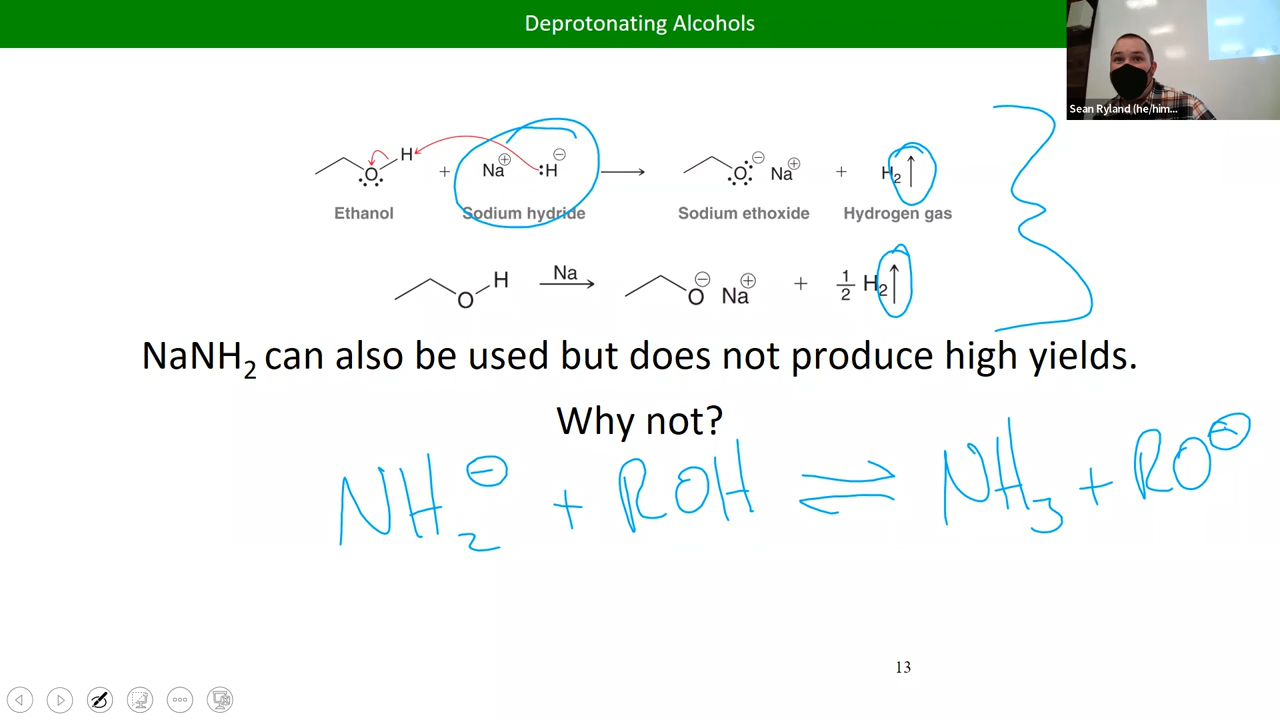 Deprotonating Alcohols
Sean Ryland (he/him...
H + Na ⊕ :H ⊖ → O ⊖ Na ⊕ + H2 ↑
O
Ethanol Sodium hydride Sodium ethoxide Hydrogen gas
O H Na → O ⊖ Na ⊕ + 1/2 H2 ↑
NaNH2 can also be used but does not produce high yields.
Why not?
NH2 ⊖ + ROH ⇌ NH3 + RO ⊖
13